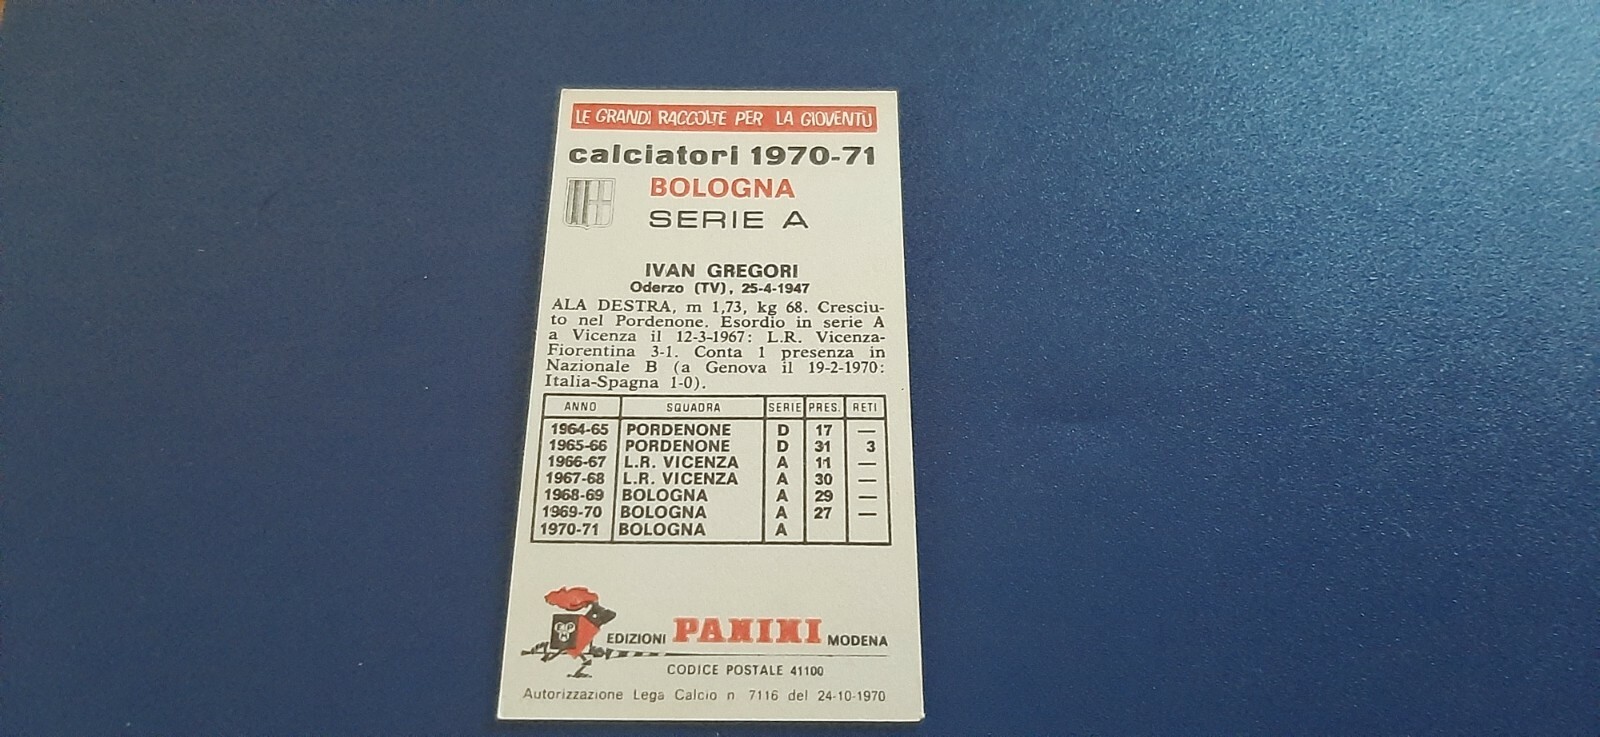 LE GRANDI RACCOLTE PER LA GIOVENTÙ
calciatori 1970-71
BOLOGNA
SERIE A
IVAN GREGORI
Oderzo (TV), 25-4-1947
ALA DESTRA, m 1,73, kg 68. Cresciu-
to nel Pordenone. Esordio in serie A
a Vicenza il 12-3-1967: L.R. Vicenza-
Fiorentina 3-1. Conta 1 presenza in
Nazionale B (a Genova il 19-2-1970:
Italia-Spagna 1-0).
ANNO SQUADRA SERIE PRES. RETI
1964-65 PORDENONE D 17 —
1965-66 PORDENONE D 31 3
1966-67 L.R. VICENZA A 11 —
1967-68 L.R. VICENZA A 30 —
1968-69 BOLOGNA A 29 —
1969-70 BOLOGNA A 27 —
1970-71 BOLOGNA A
EDIZIONI PANINI MODENA
CODICE POSTALE 41100
Autorizzazione Lega Calcio n. 7116 del 24-10-1970